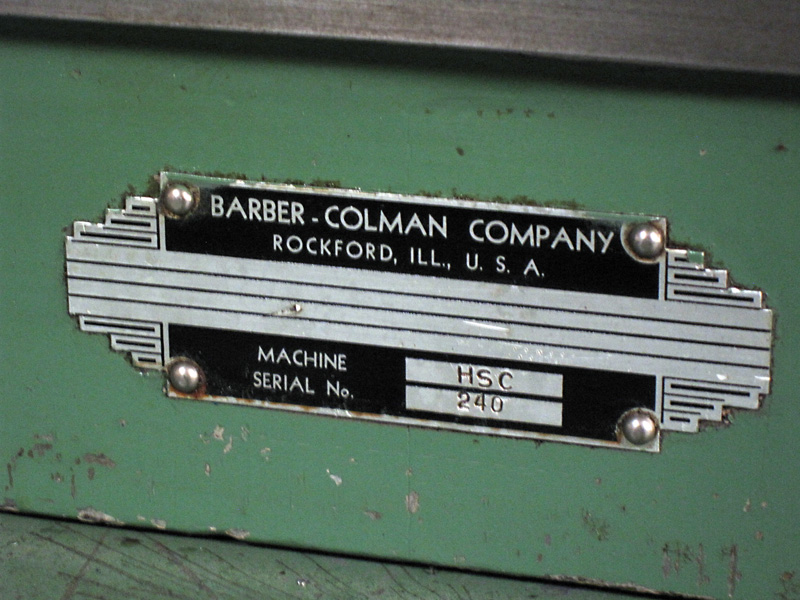 BARBER-COLMAN COMPANY
ROCKFORD, ILL., U. S. A.
MACHINE HSC
SERIAL No. 240